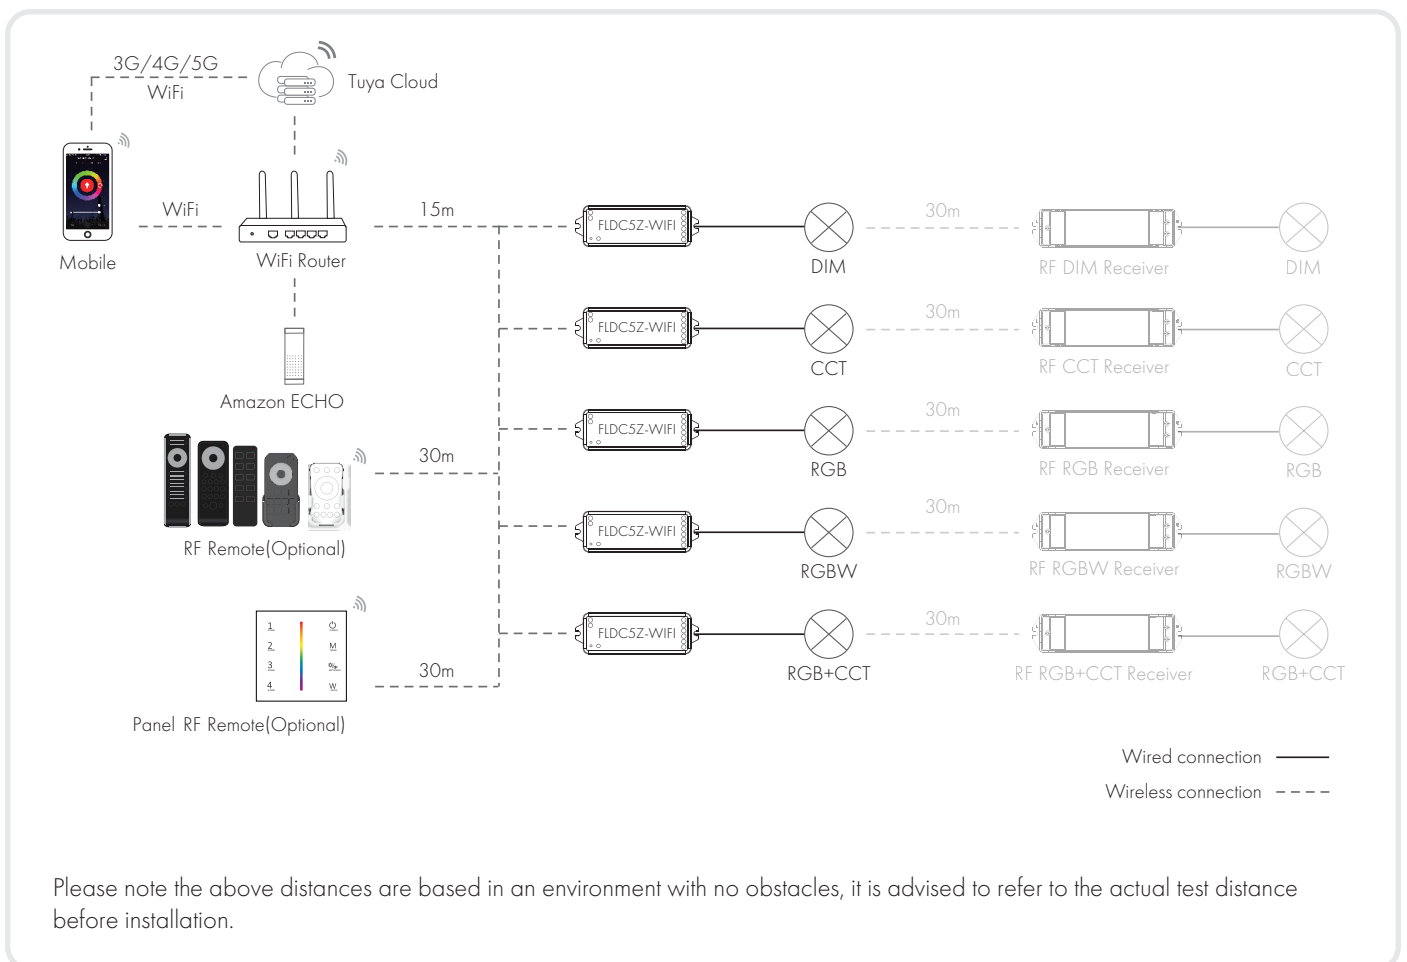 3G/4G/5G
WiFi
Tuya Cloud
WiFi
15m
Mobile
WiFi Router
Amazon ECHO
30m
RF Remote(Optional)
1
2
3
4
M
W
30m
Panel RF Remote(Optional)
FLDC5Z-WIFI
DIM
30m
RF DIM Receiver
DIM
FLDC5Z-WIFI
CCT
30m
RF CCT Receiver
CCT
FLDC5Z-WIFI
RGB
30m
RF RGB Receiver
RGB
FLDC5Z-WIFI
RGBW
30m
RF RGBW Receiver
RGBW
FLDC5Z-WIFI
RGB+CCT
30m
RF RGB+CCT Receiver
RGB+CCT
Wired connection
Wireless connection
Please note the above distances are based in an environment with no obstacles, it is advised to refer to the actual test distance
before installation.